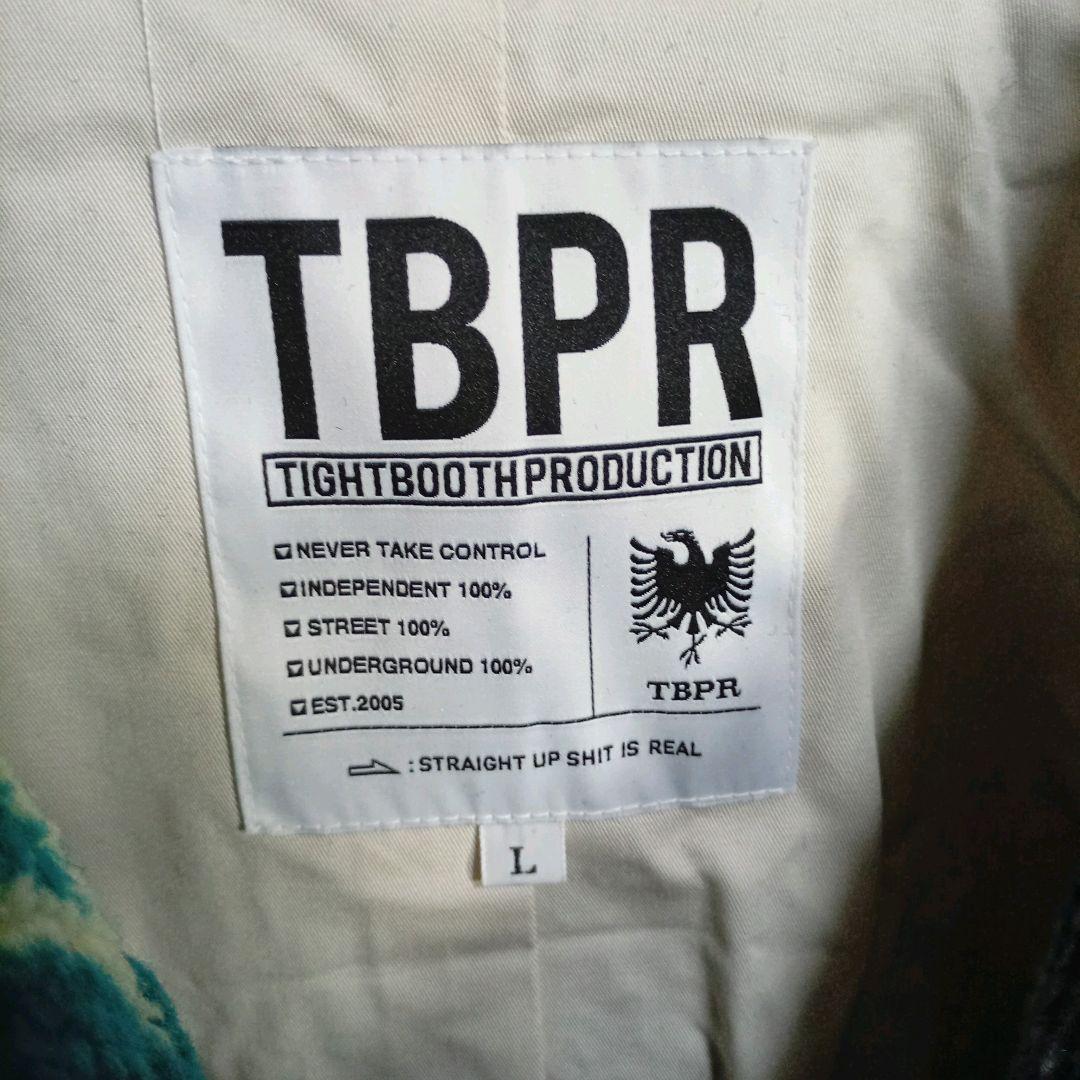 TBPR
TIGHTBOOTHPRODUCTION
NEVER TAKE CONTROL
INDEPENDENT 100%
STREET 100%
UNDERGROUND 100%
EST.2005
TBPR
:STRAIGHT UP SHIT IS REAL
L